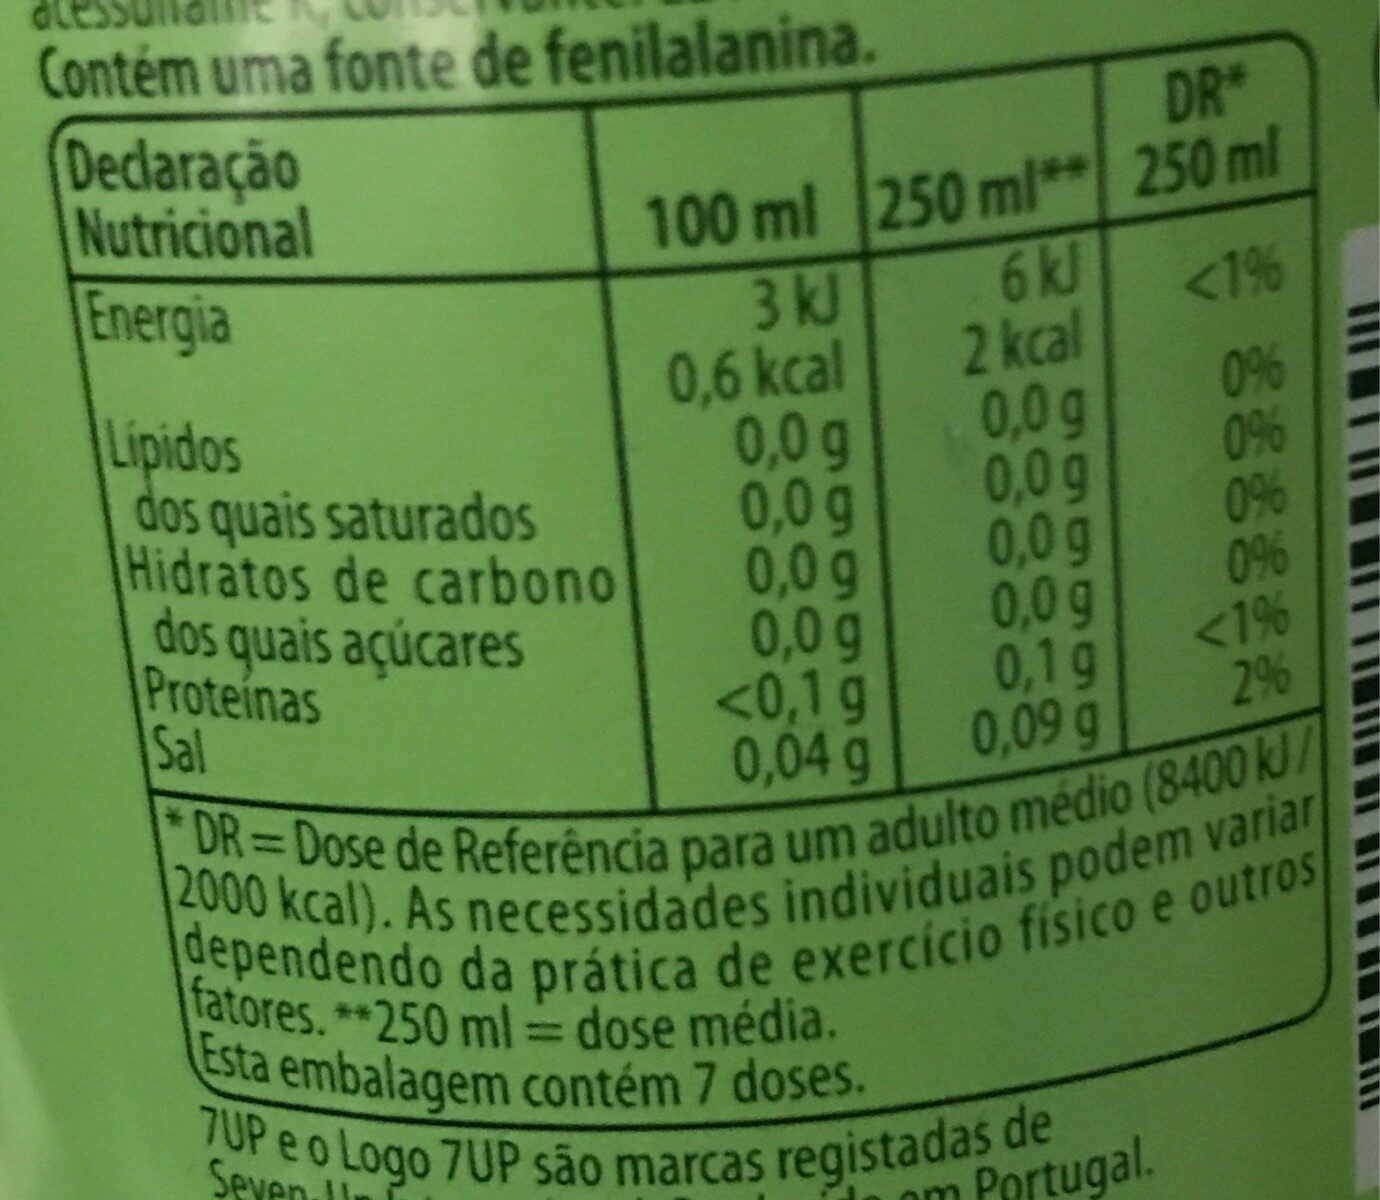 Contém uma fonte de fenilalanina.
Declaração Nutricional 100 ml 250 ml** DR* 250 ml
Energia 3 kJ 6 kJ <1%
0,6 kcal 2 kcal
Lípidos 0,0 g 0,0 g 0%
dos quais saturados 0,0 g 0,0 g 0%
Hidratos de carbono 0,0 g 0,0 g 0%
dos quais açúcares 0,0 g 0,0 g 0%
Proteínas <0,1 g 0,1 g <1%
Sal 0,04 g 0,09 g 2%
* DR = Dose de Referência para um adulto médio (8400 kJ /
2000 kcal). As necessidades individuais podem variar
dependendo da prática de exercício físico e outros
fatores. **250 ml = dose média.
Esta embalagem contém 7 doses.
7UP e o Logo 7UP são marcas registadas de
em Portugal.